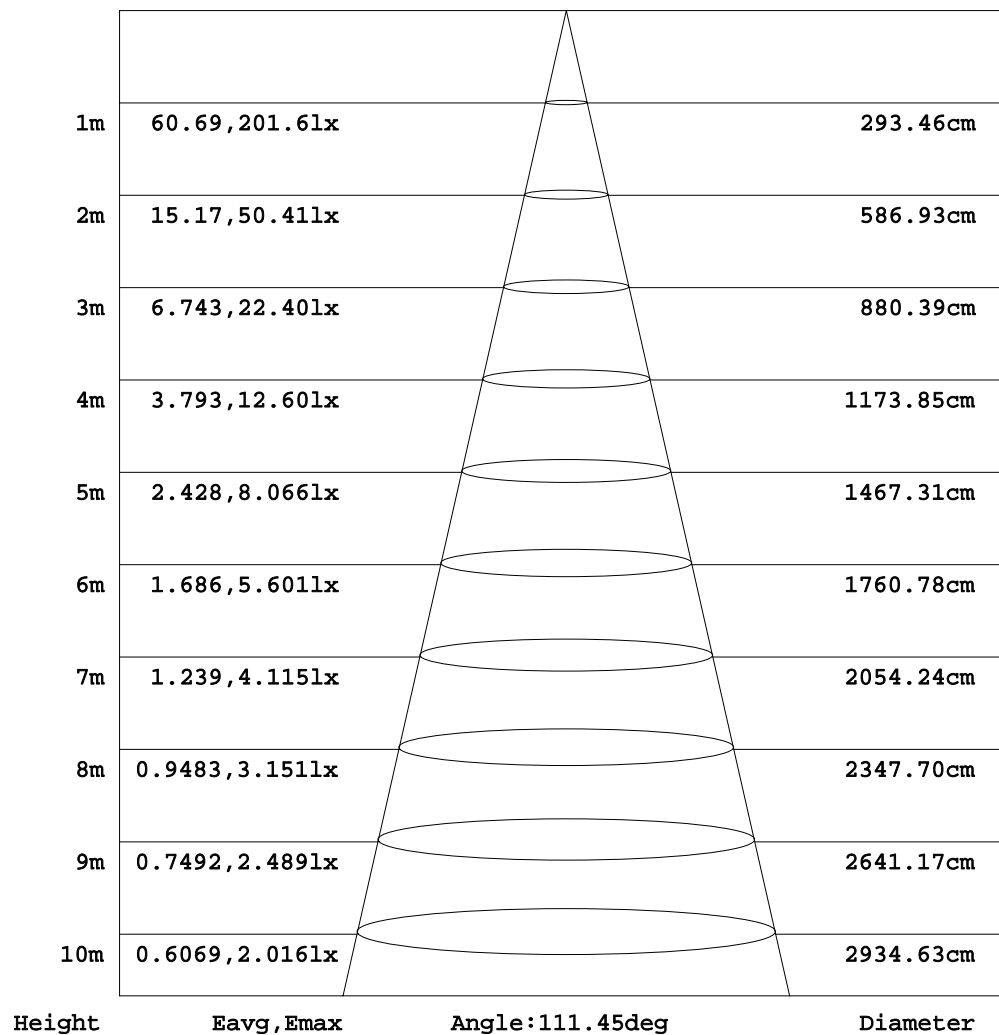 1m 60.69,201.6lx 293.46cm
2m 15.17,50.41lx 586.93cm
3m 6.743,22.40lx 880.39cm
4m 3.793,12.60lx 1173.85cm
5m 2.428,8.066lx 1467.31cm
6m 1.686,5.601lx 1760.78cm
7m 1.239,4.115lx 2054.24cm
8m 0.9483,3.151lx 2347.70cm
9m 0.7492,2.489lx 2641.17cm
10m 0.6069,2.016lx 2934.63cm
Height Eavg,Emax Angle:111.45deg Diameter